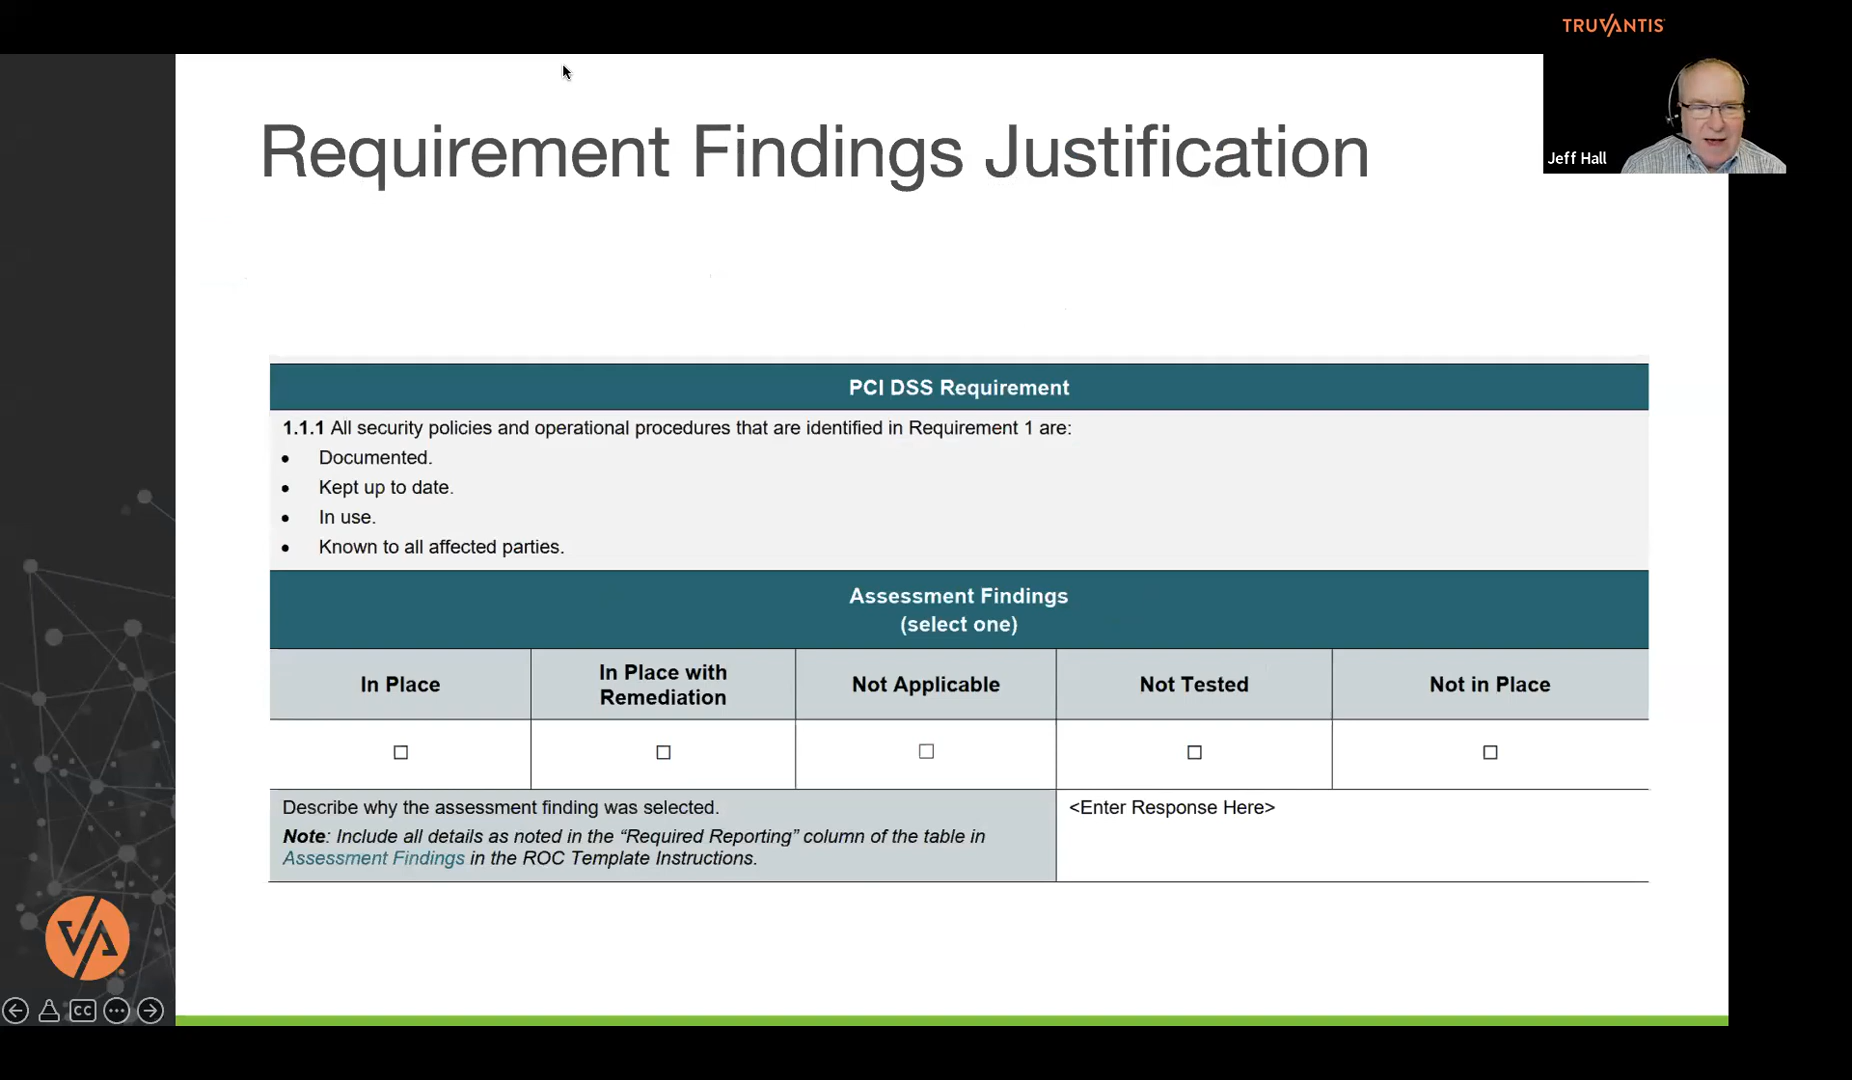 TRUVANTIS
Requirement Findings Justification
Jeff Hall
PCI DSS Requirement
1.1.1 All security policies and operational procedures that are identified in Requirement 1 are:
• Documented.
• Kept up to date.
• In use.
• Known to all affected parties.
Assessment Findings
(select one)
In Place
In Place with
Remediation
Not Applicable
Not Tested
Not in Place
Describe why the assessment finding was selected.
Note: Include all details as noted in the “Required Reporting” column of the table in
Assessment Findings in the ROC Template Instructions.
<Enter Response Here>
CC